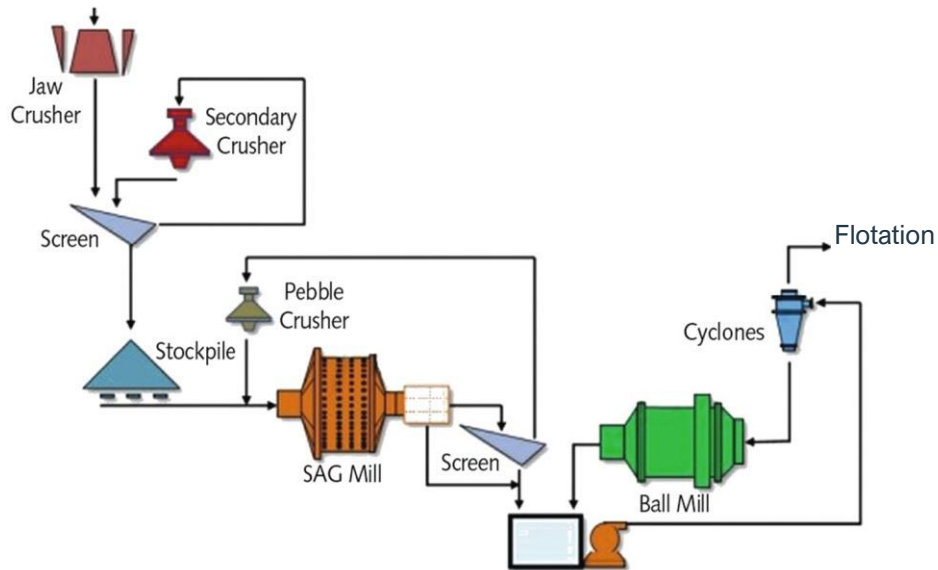 Jaw
Crusher
Secondary
Crusher
Screen
Flotation
Pebble
Crusher
Cyclones
Stockpile
SAG Mill
Screen
Ball Mill